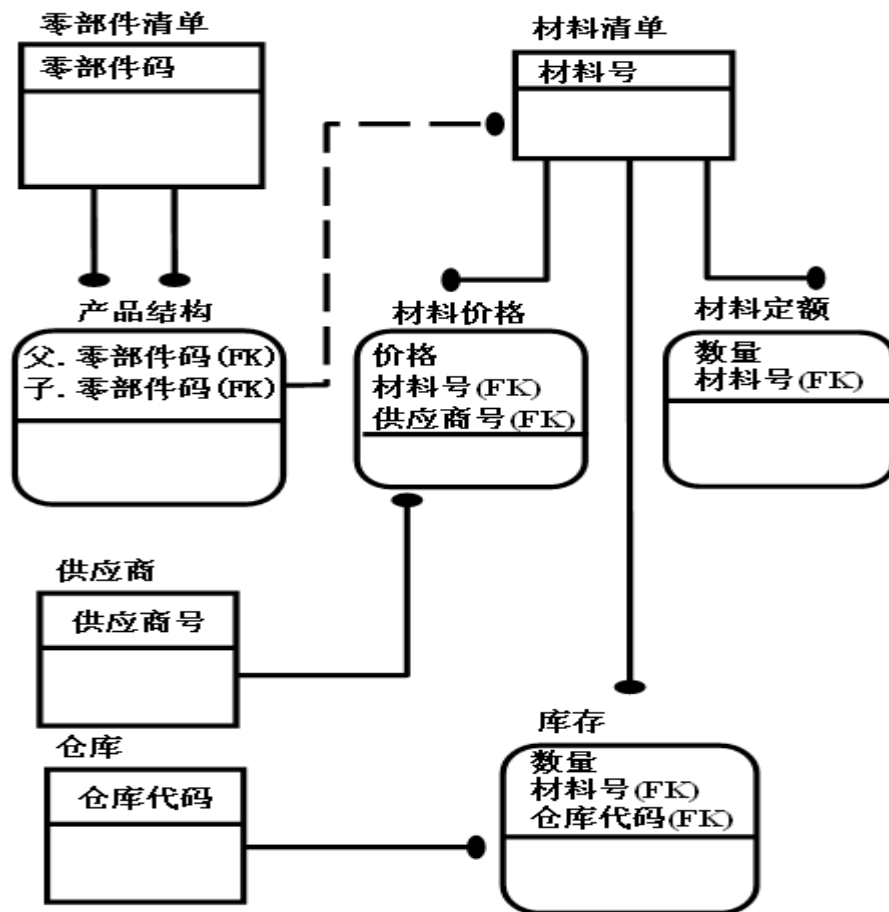 零部件清单
零部件码
材料清单
材料号
产品结构
父.零部件码(FK)
子.零部件码(FK)
材料价格
价格
材料号(FK)
供应商号(FK)
材料定额
数量
材料号(FK)
供应商
供应商号
仓库
仓库代码
库存
数量
材料号(FK)
仓库代码(FK)